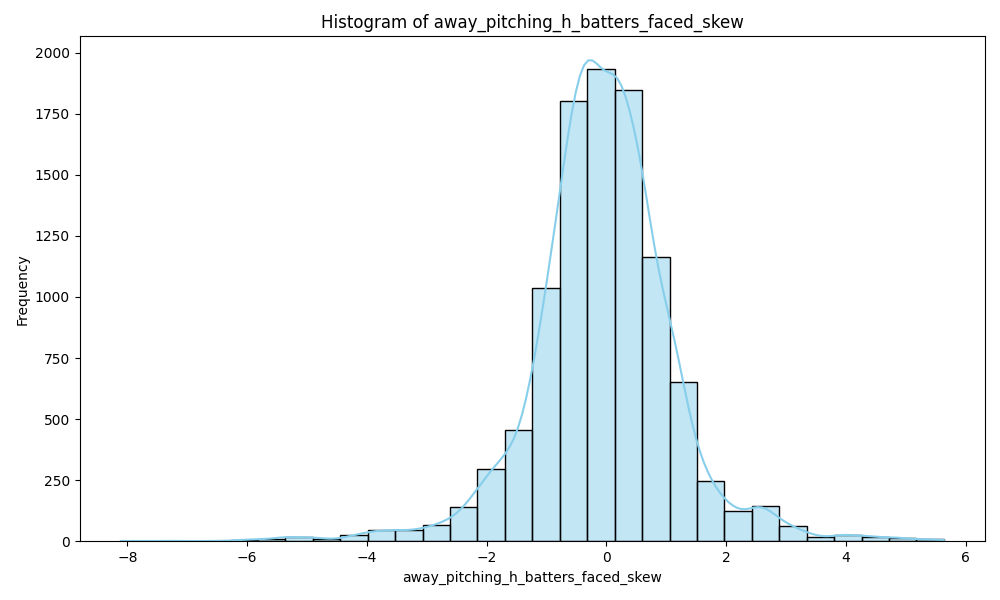 Histogram of away_pitching_h_batters_faced_skew
2000
1750
1500
1250
1000
750
500
250
0
Frequency
−8 −6 −4 −2 0 2 4 6
away_pitching_h_batters_faced_skew